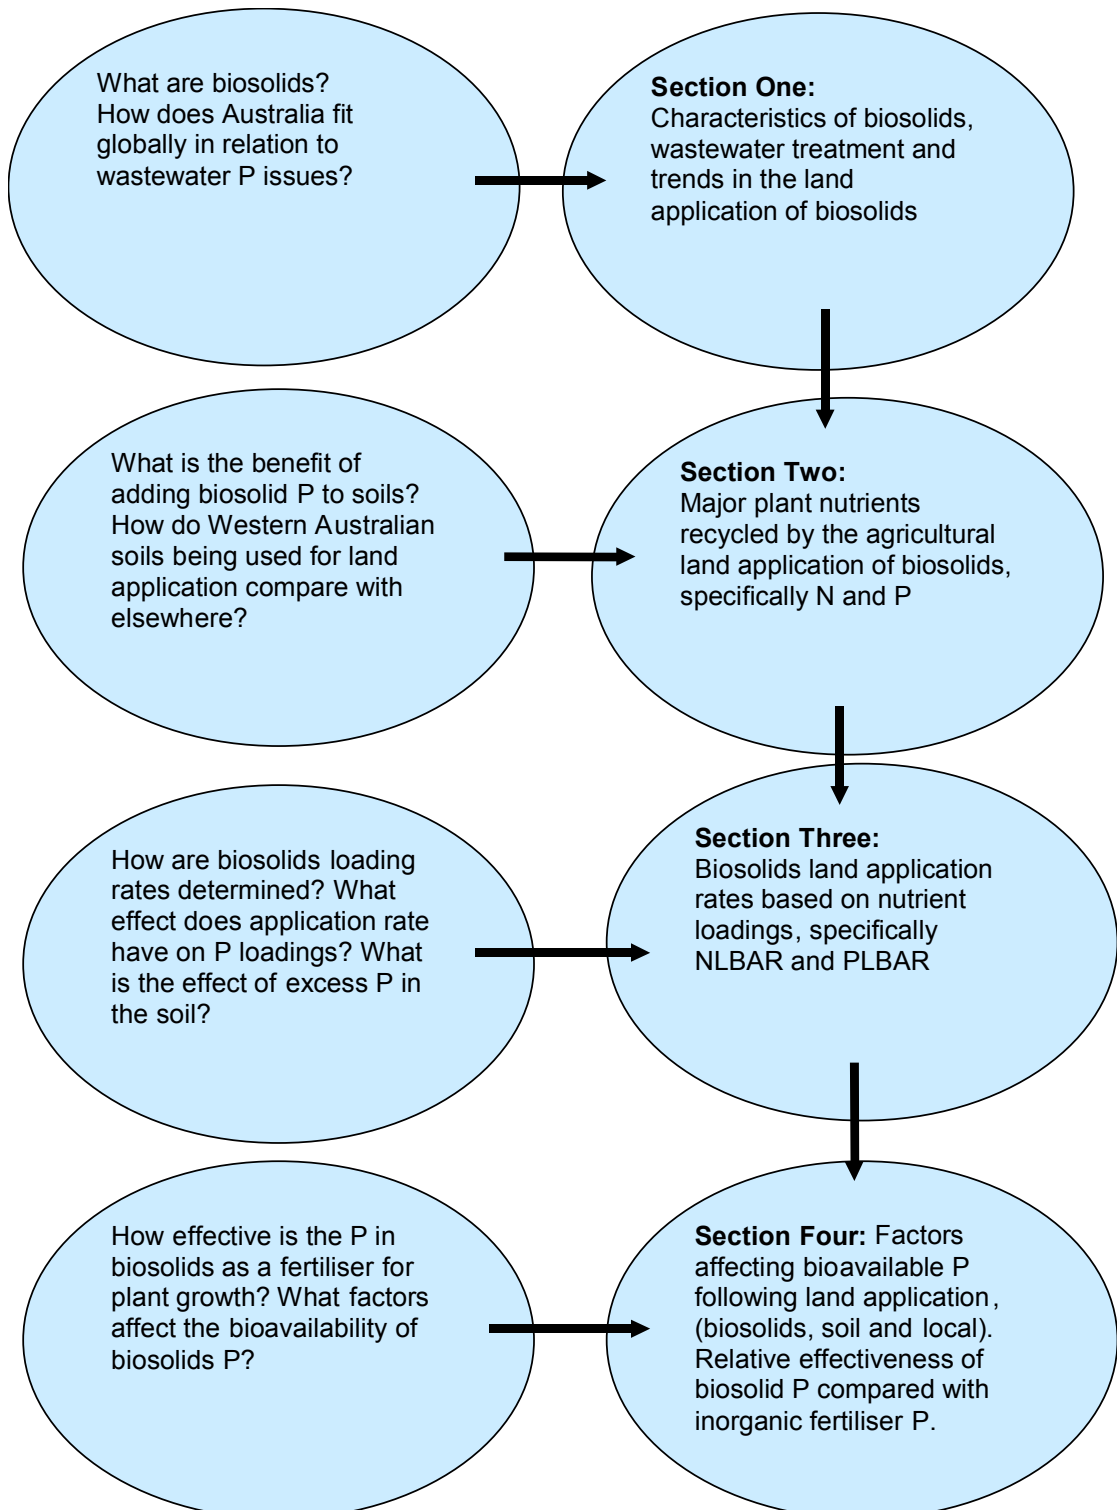 What are biosolids?
How does Australia fit
globally in relation to
wastewater P issues?
Section One:
Characteristics of biosolids,
wastewater treatment and
trends in the land
application of biosolids
What is the benefit of
adding biosolid P to soils?
How do Western Australian
soils being used for land
application compare with
elsewhere?
Section Two:
Major plant nutrients
recycled by the agricultural
land application of biosolids,
specifically N and P
How are biosolids loading
rates determined? What
effect does application rate
have on P loadings? What
is the effect of excess P in
the soil?
Section Three:
Biosolids land application
rates based on nutrient
loadings, specifically
NLBAR and PLBAR
How effective is the P in
biosolids as a fertiliser for
plant growth? What factors
affect the bioavailability of
biosolids P?
Section Four: Factors
affecting bioavailable P
following land application,
(biosolids, soil and local).
Relative effectiveness of
biosolid P compared with
inorganic fertiliser P.